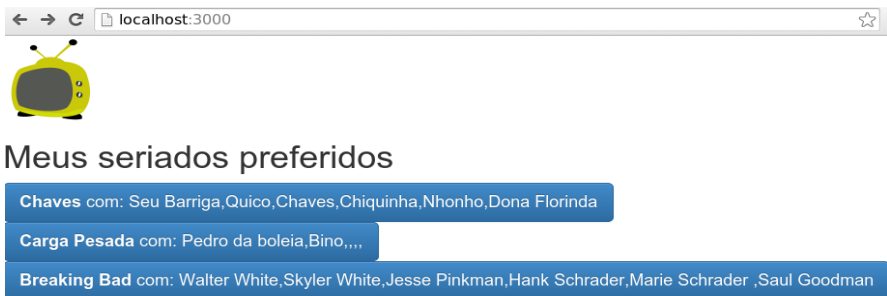 localhost:3000
Meus seriados preferidos
Chaves com: Seu Barriga,Quico,Chaves,Chiquinha,Nhonho,Dona Florinda
Carga Pesada com: Pedro da boleia,Bino,,,,
Breaking Bad com: Walter White,Skyler White,Jesse Pinkman,Hank Schrader,Marie Schrader ,Saul Goodman